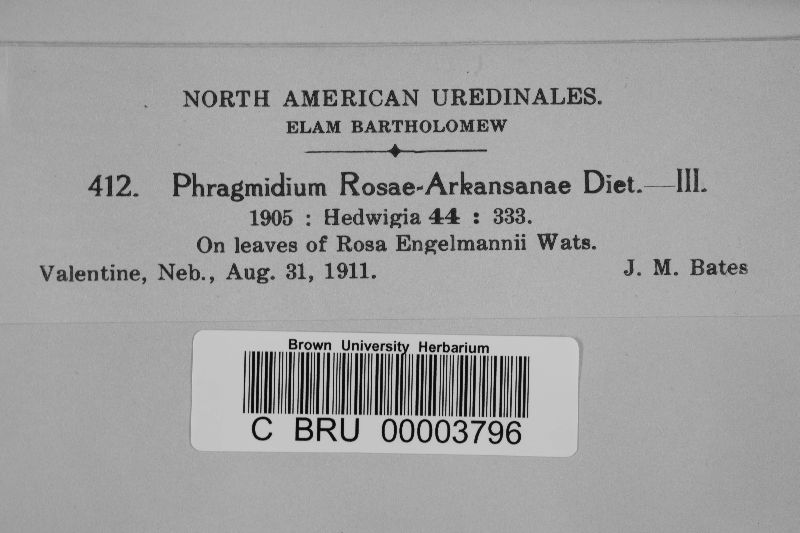 NORTH AMERICAN UREDINALES.
ELAM BARTHOLOMEW
412. Phragmidium Rosae-Arkansanae Diet.—III.
1905 : Hedwigia 44 : 333.
On leaves of Rosa Engelmannii Wats.
Valentine, Neb., Aug. 31, 1911. J. M. Bates
Brown University Herbarium
C BRU 00003796